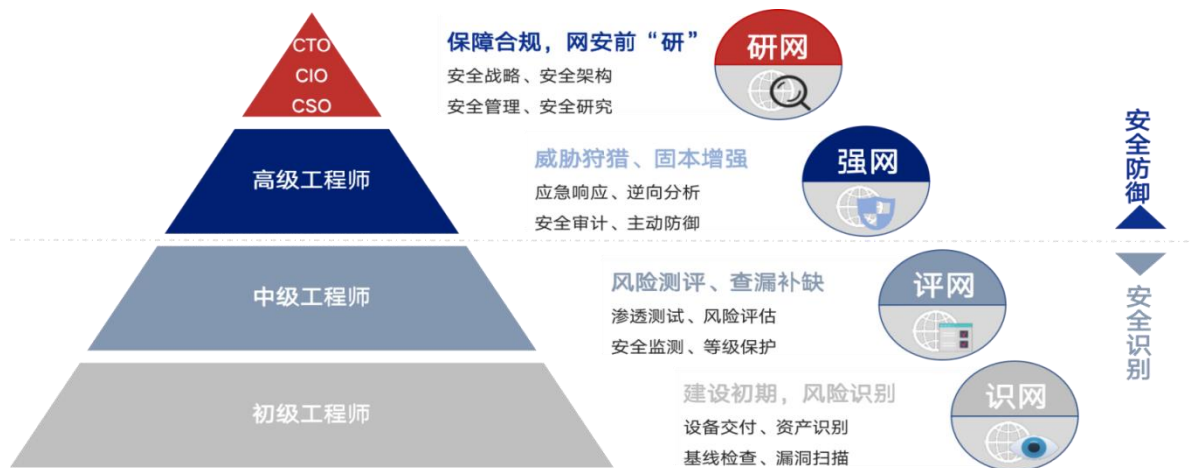 CTO
CIO
CSO
保障合规，网安前“研”
安全战略、安全架构
安全管理、安全研究
研网
高级工程师
威胁狩猎、固本增强
应急响应、逆向分析
安全审计、主动防御
强网
安全防御
中级工程师
风险测评、查漏补缺
渗透测试、风险评估
安全监测、等级保护
评网
安全识别
初级工程师
建设初期，风险识别
设备交付、资产识别
基线检查、漏洞扫描
识网